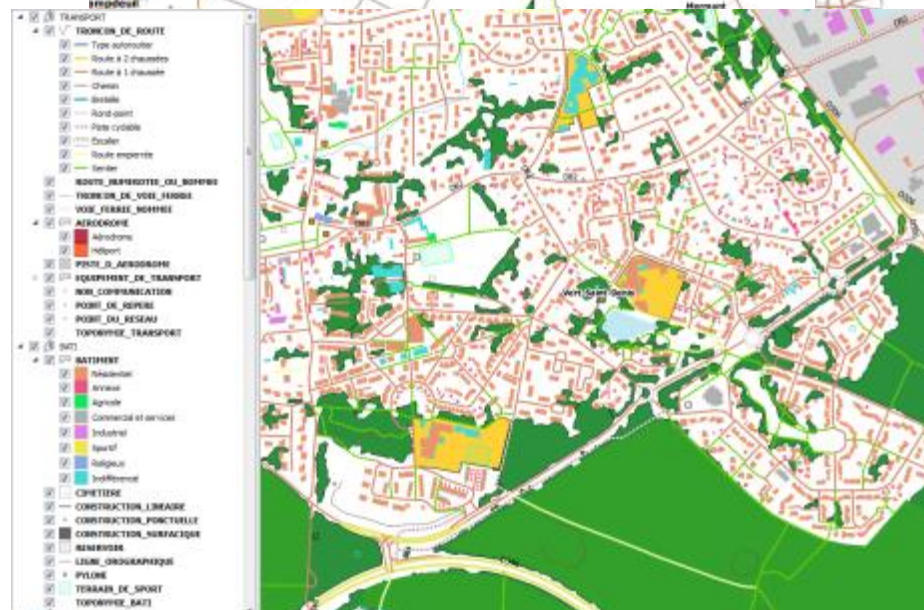 ampdeuil
Mormant
TRANSPORT
TRONCON_DE_ROUTE
Type autoroutier
Route à 2 chaussées
Route à 1 chaussée
Chemin
Bretelle
Rond-point
Piste cyclable
Escalier
Route empierrée
Sentier
ROUTE_NUMEROTEE_OU_NOMMEE
TRONCON_DE_VOIE_FERREE
VOIE_FERREE_NOMMEE
AERODROME
Aérodrome
Héliport
PISTE_D_AERODROME
EQUIPEMENT_DE_TRANSPORT
NON_COMMUNICATION
POINT_DE_REPERE
POINT_DU_RESEAU
TOPONYMIE_TRANSPORT
BATI
BATIMENT
Résidentiel
Annexe
Agricole
Commercial et services
Industriel
Sportif
Religieux
Indifférencié
CIMETIERE
CONSTRUCTION_LINEAIRE
CONSTRUCTION_PONCTUELLE
CONSTRUCTION_SURFACIQUE
RESERVOIR
LIGNE_OROGRAPHIQUE
PYLONE
TERRAIN_DE_SPORT
TOPONYMIE_BATI
Vert-Saint-Denis